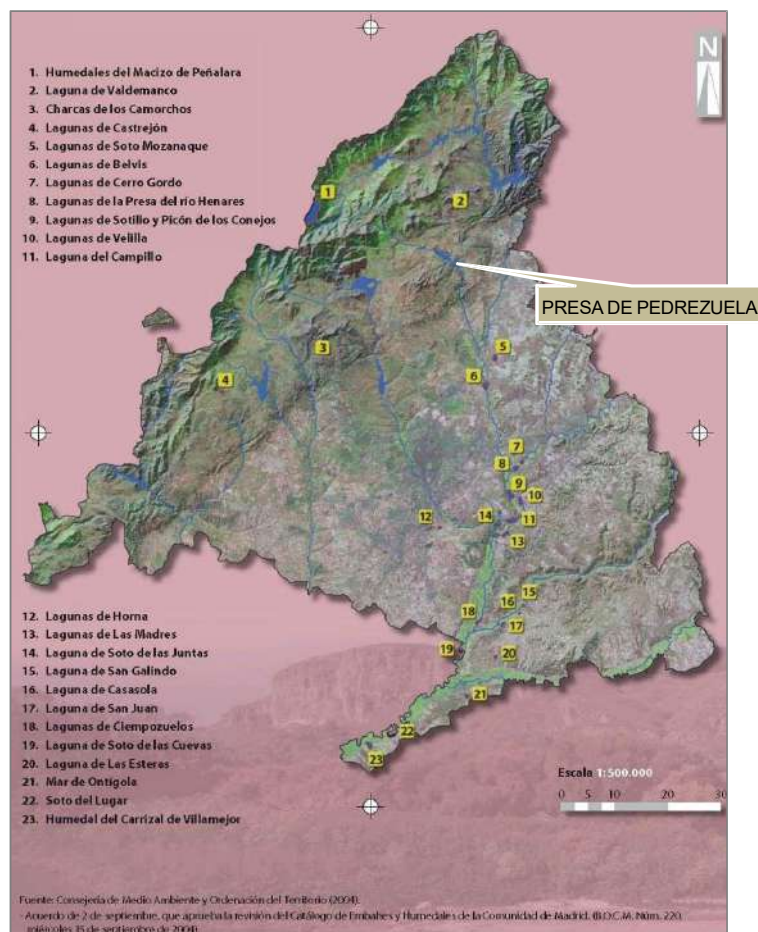 N
1. Humedales del Macizo de Peñalara
2. Laguna de Valdemanco
3. Charcas de los Camorchos
4. Lagunas de Castrejón
5. Lagunas de Soto Mozanaque
6. Lagunas de Belvis
7. Lagunas de Cerro Gordo
8. Lagunas de la Presa del río Henares
9. Lagunas de Sotillo y Picón de los Conejos
10. Lagunas de Velilla
11. Laguna del Campillo
1
2
PRESA DE PEDREZUELA
3
5
4
6
7
8
9
10
12
14
11
13
15
16
18
17
19
20
21
22
23
12. Lagunas de Horna
13. Lagunas de Las Madres
14. Laguna de Soto de las Juntas
15. Laguna de San Galindo
16. Laguna de Casasola
17. Laguna de San Juan
18. Lagunas de Ciempozuelos
19. Laguna de Soto de las Cuevas
20. Laguna de Las Esteras
21. Mar de Ontígola
22. Soto del Lugar
23. Humedal del Carrizal de Villamejor
Escala 1:500.000
0 5 10 20 30
Fuente: Consejería de Medio Ambiente y Ordenación del Territorio (2004).
- Acuerdo de 2 de septiembre, que aprueba la revisión del Catálogo de Embalses y Humedales de la Comunidad de Madrid. (B.O.C.M. Núm. 220,
miércoles 15 de septiembre de 2004).